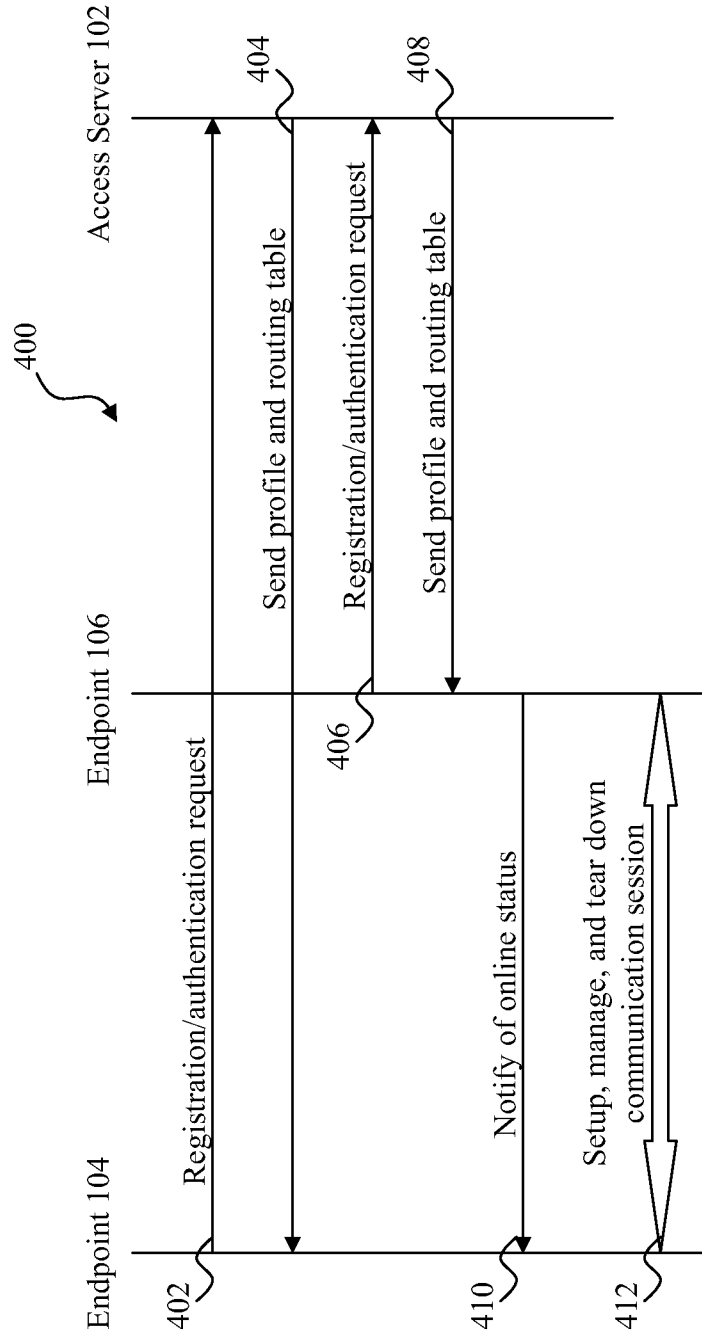 400
Endpoint 104
Endpoint 106
Access Server 102
Registration/authentication request
402
Send profile and routing table
404
Registration/authentication request
406
Send profile and routing table
408
Notify of online status
410
Setup, manage, and tear down
communication session
412